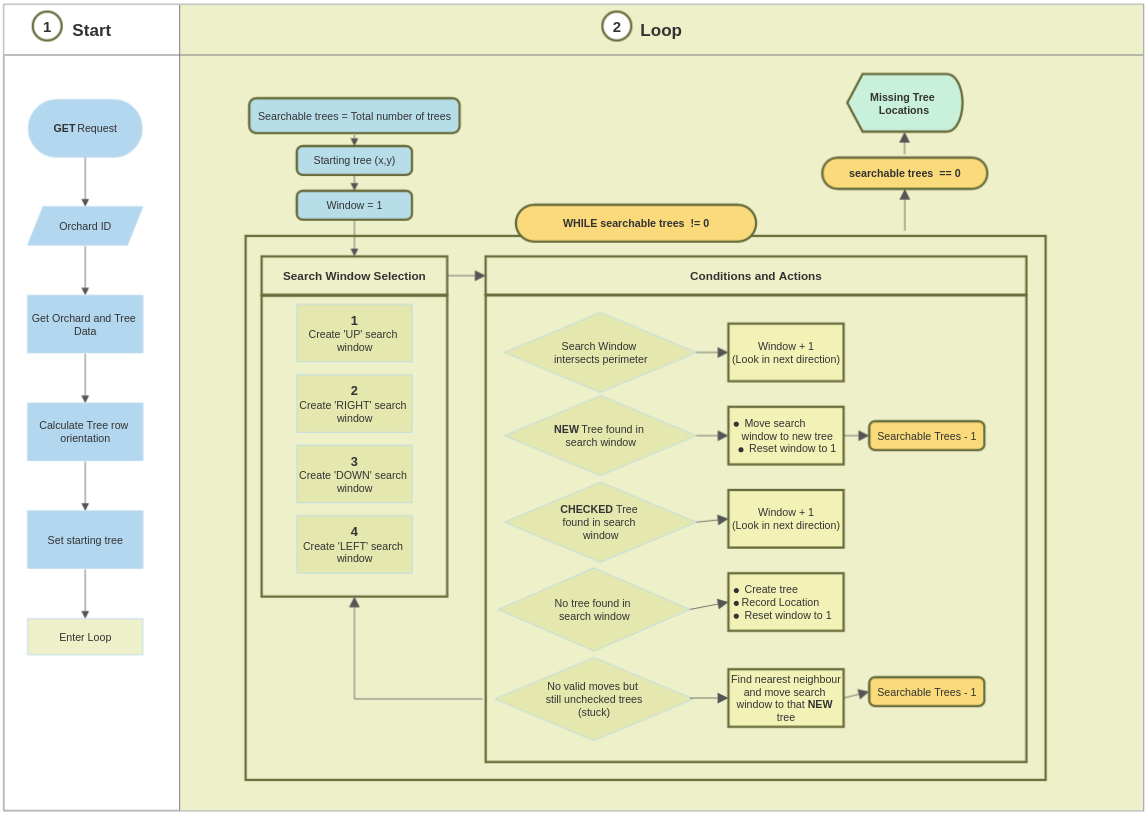 1 Start
2 Loop
GET Request
Orchard ID
Get Orchard and Tree
Data
Calculate Tree row
orientation
Set starting tree
Enter Loop
Searchable trees = Total number of trees
Starting tree (x,y)
Window = 1
Missing Tree
Locations
searchable trees == 0
WHILE searchable trees != 0
Search Window Selection
1
Create 'UP' search
window
2
Create 'RIGHT' search
window
3
Create 'DOWN' search
window
4
Create 'LEFT' search
window
Conditions and Actions
Search Window
intersects perimeter
Window + 1
(Look in next direction)
NEW Tree found in
search window
● Move search
window to new tree
● Reset window to 1
Searchable Trees - 1
CHECKED Tree
found in search
window
Window + 1
(Look in next direction)
No tree found in
search window
● Create tree
● Record Location
● Reset window to 1
No valid moves but
still unchecked trees
(stuck)
Find nearest neighbour
and move search
window to that NEW
tree
Searchable Trees - 1